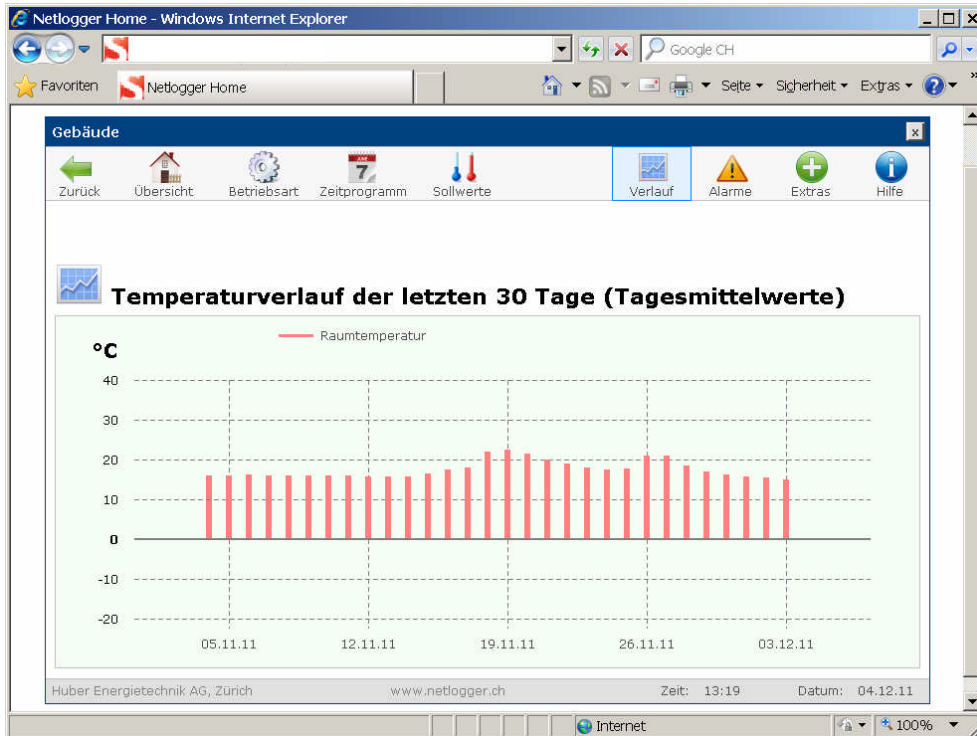 Netlogger Home - Windows Internet Explorer
Google CH
Favoriten
Netlogger Home
Seite
Sicherheit
Extras
Gebäude
Zurück
Übersicht
Betriebsart
JUNE
7
Zeitprogramm
Sollwerte
Verlauf
Alarme
Extras
Hilfe
Temperaturverlauf der letzten 30 Tage (Tagesmittelwerte)
Raumtemperatur
°C
40
30
20
10
0
-10
-20
05.11.11 12.11.11 19.11.11 26.11.11 03.12.11
Huber Energietechnik AG, Zürich www.netlogger.ch Zeit: 13:19 Datum: 04.12.11
Internet
100%